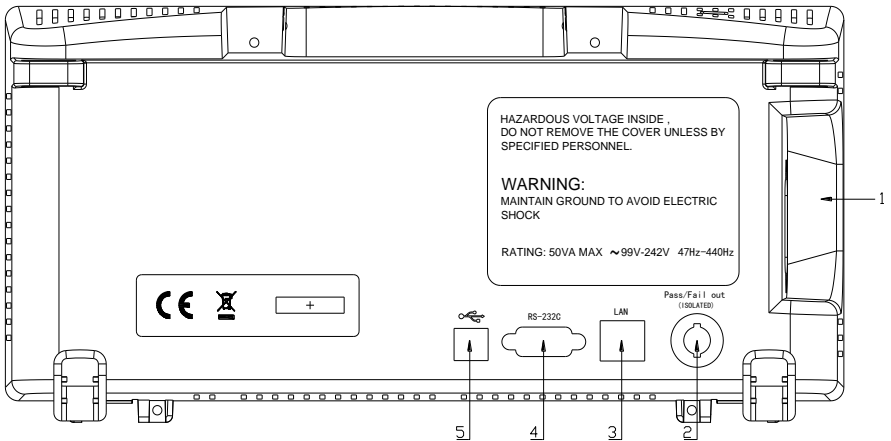 HAZARDOUS VOLTAGE INSIDE ,
DO NOT REMOVE THE COVER UNLESS BY
SPECIFIED PERSONNEL.
WARNING:
MAINTAIN GROUND TO AVOID ELECTRIC
SHOCK
RATING: 50VA MAX ~99V-242V 47Hz-440Hz
1
CE
+
Pass/Fail out
(ISOLATED)
RS-232C
LAN
5
4
3
2